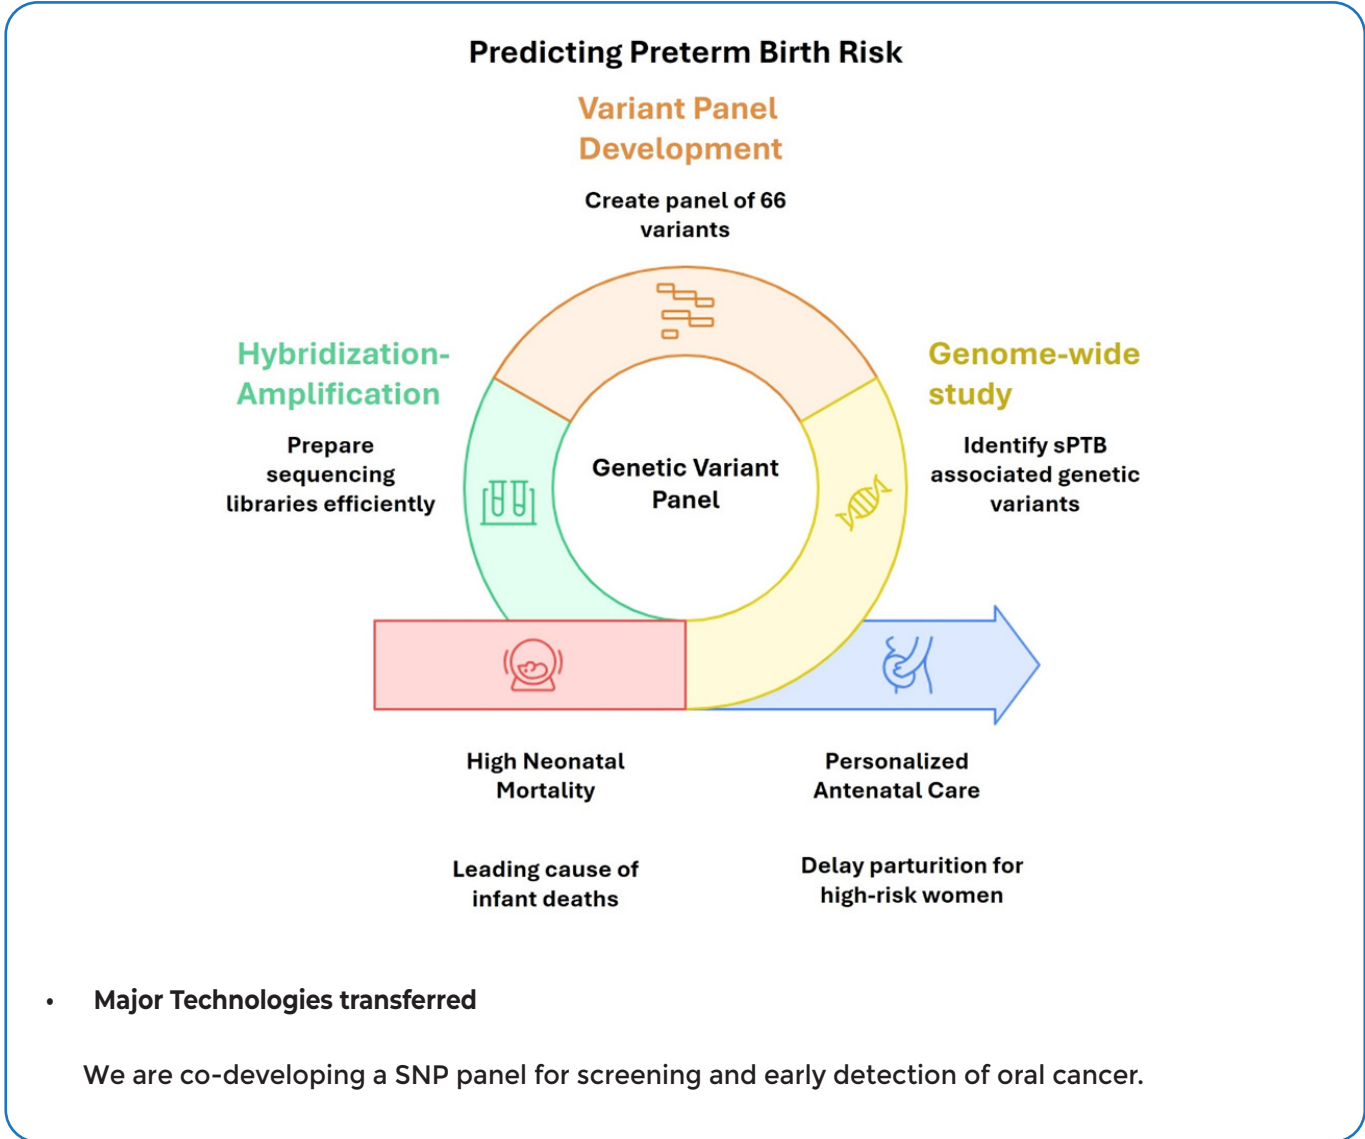 Predicting Preterm Birth Risk
Variant Panel
Development
Create panel of 66
variants
Hybridization-
Amplification
Prepare
sequencing
libraries efficiently
Genetic Variant
Panel
Genome-wide
study
Identify sPTB
associated genetic
variants
High Neonatal
Mortality
Leading cause of
infant deaths
Personalized
Antenatal Care
Delay parturition for
high-risk women
• Major Technologies transferred
We are co-developing a SNP panel for screening and early detection of oral cancer.